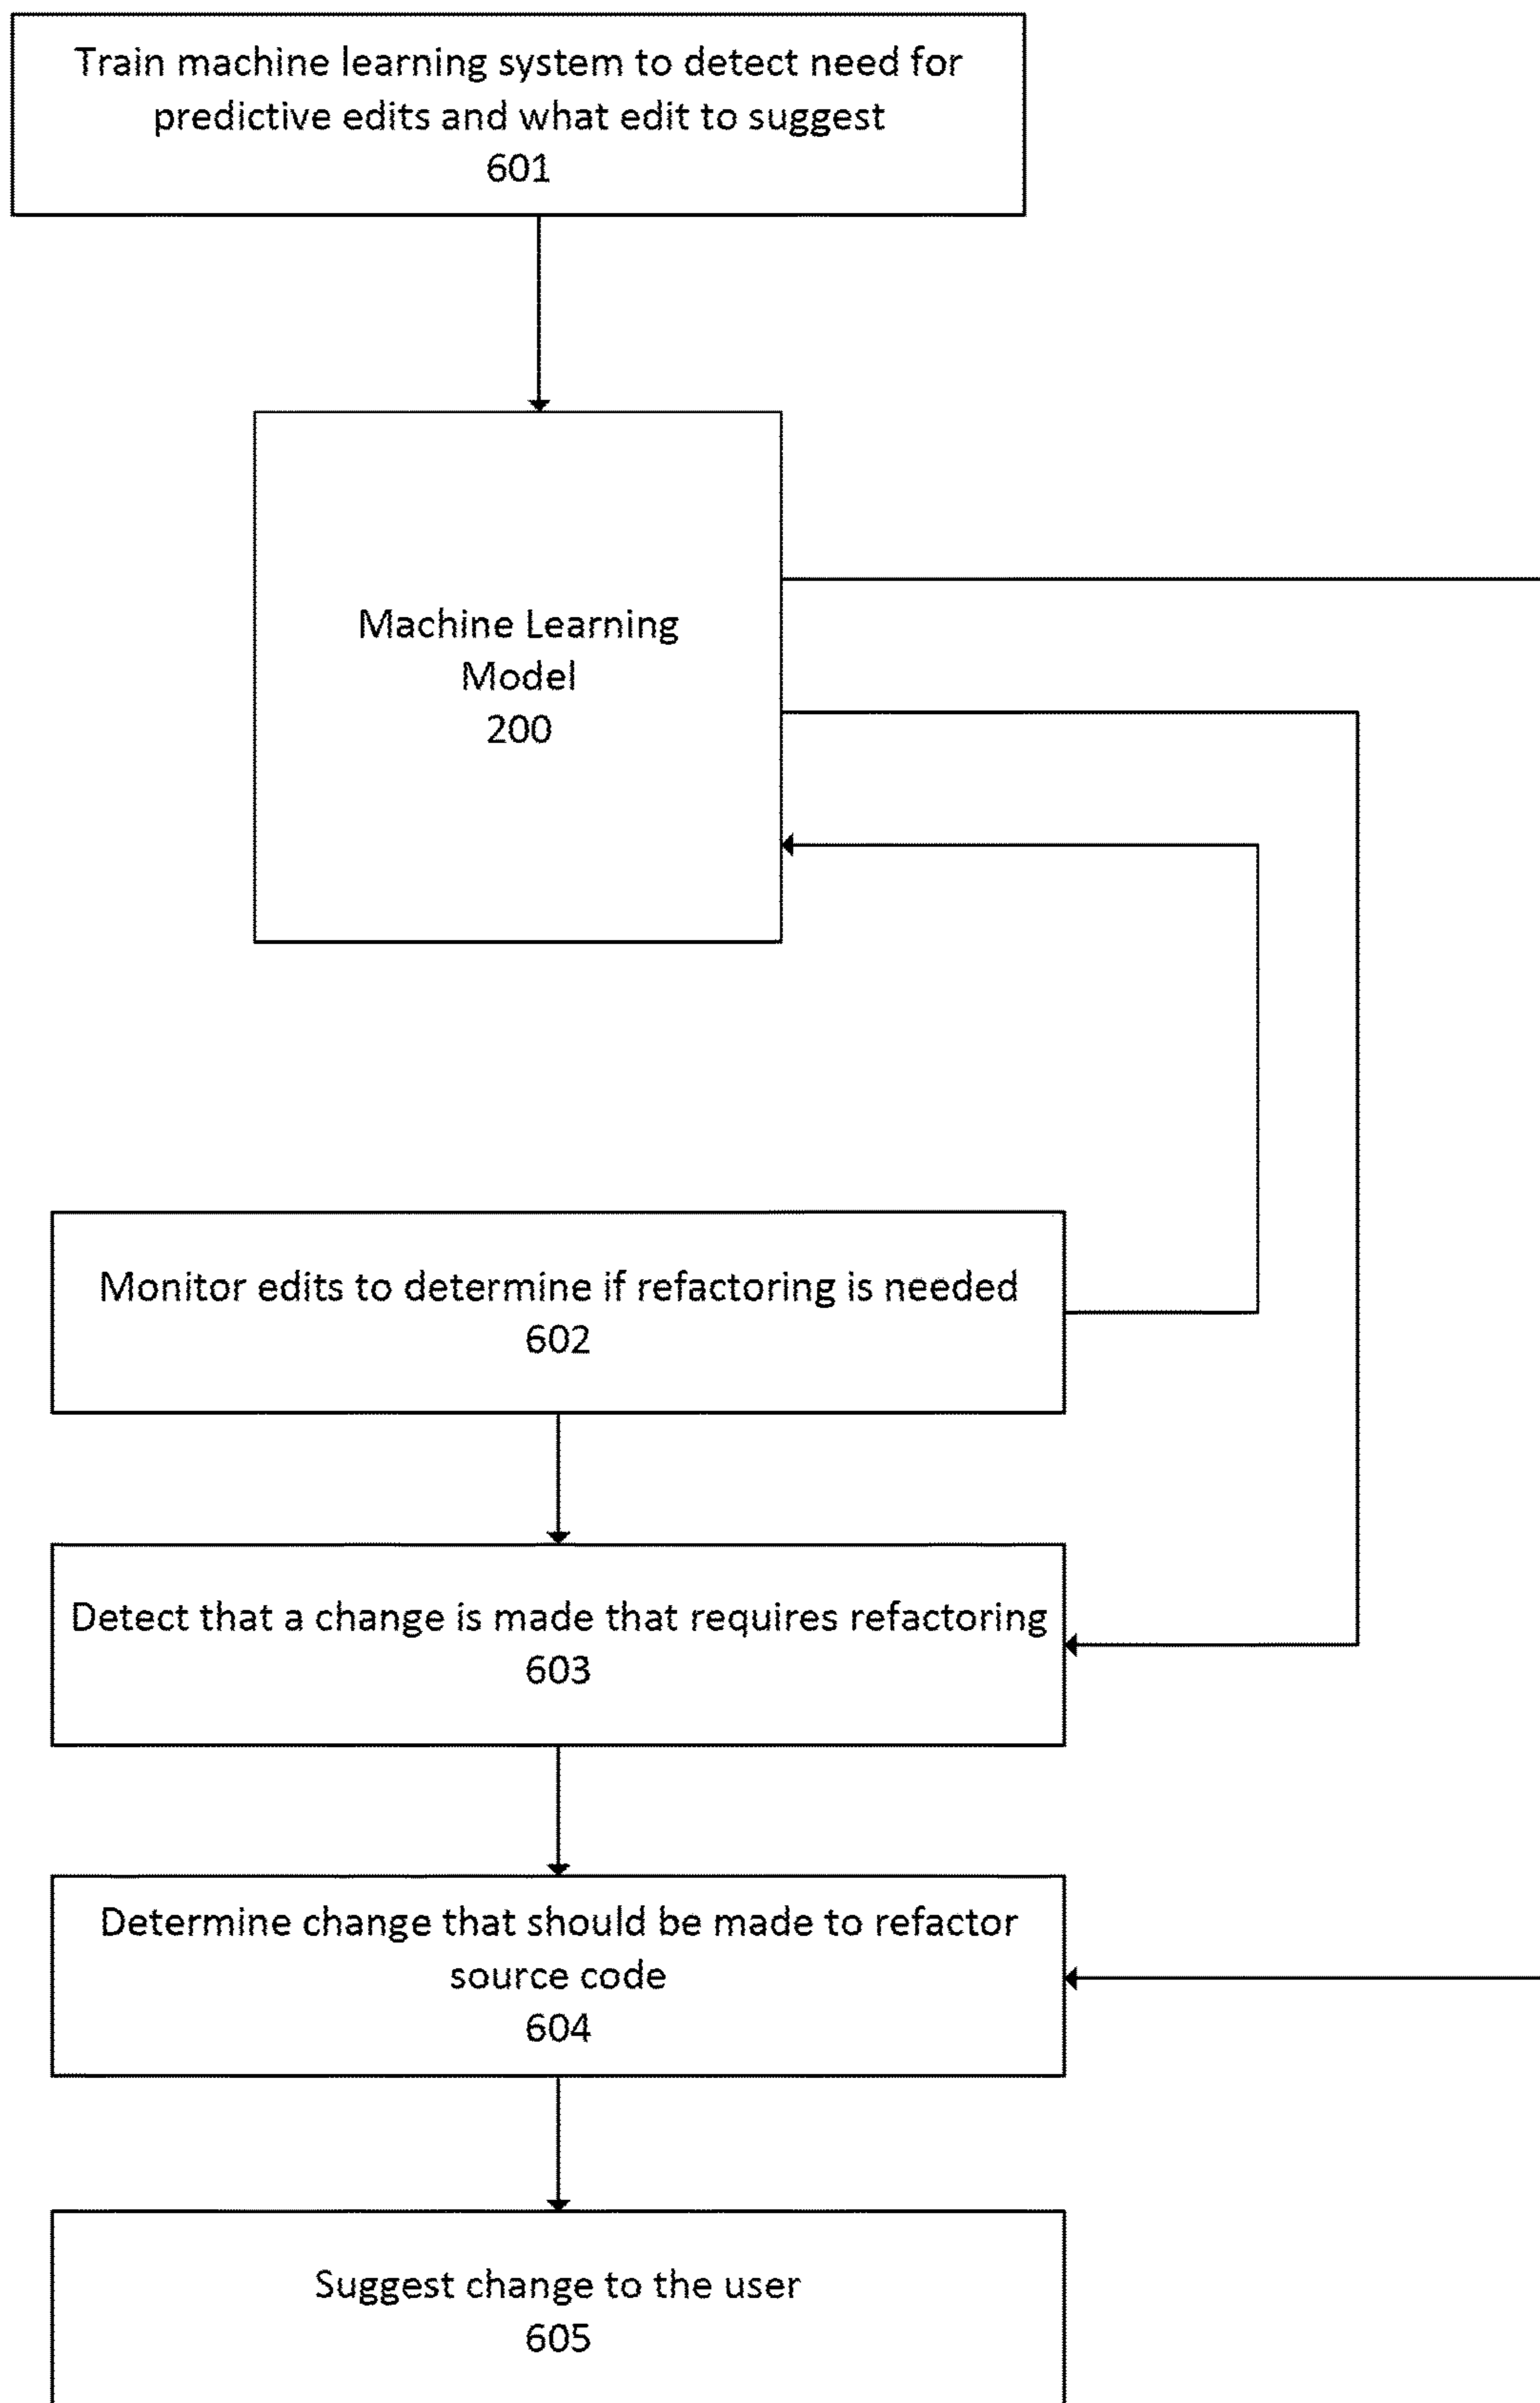 Train machine learning system to detect need for
predictive edits and what edit to suggest
601
Machine Learning
Model
200
Monitor edits to determine if refactoring is needed
602
Detect that a change is made that requires refactoring
603
Determine change that should be made to refactor
source code
604
Suggest change to the user
605